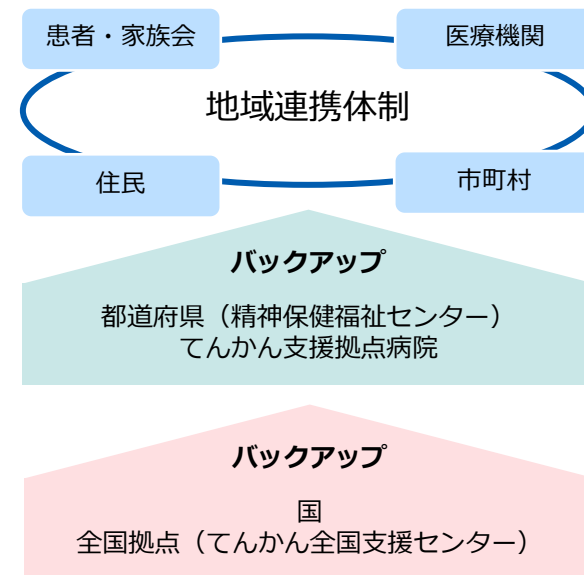 患者・家族会
医療機関
地域連携体制
住民
市町村
バックアップ
都道府県（精神保健福祉センター）
てんかん支援拠点病院
バックアップ
国
全国拠点（てんかん全国支援センター）